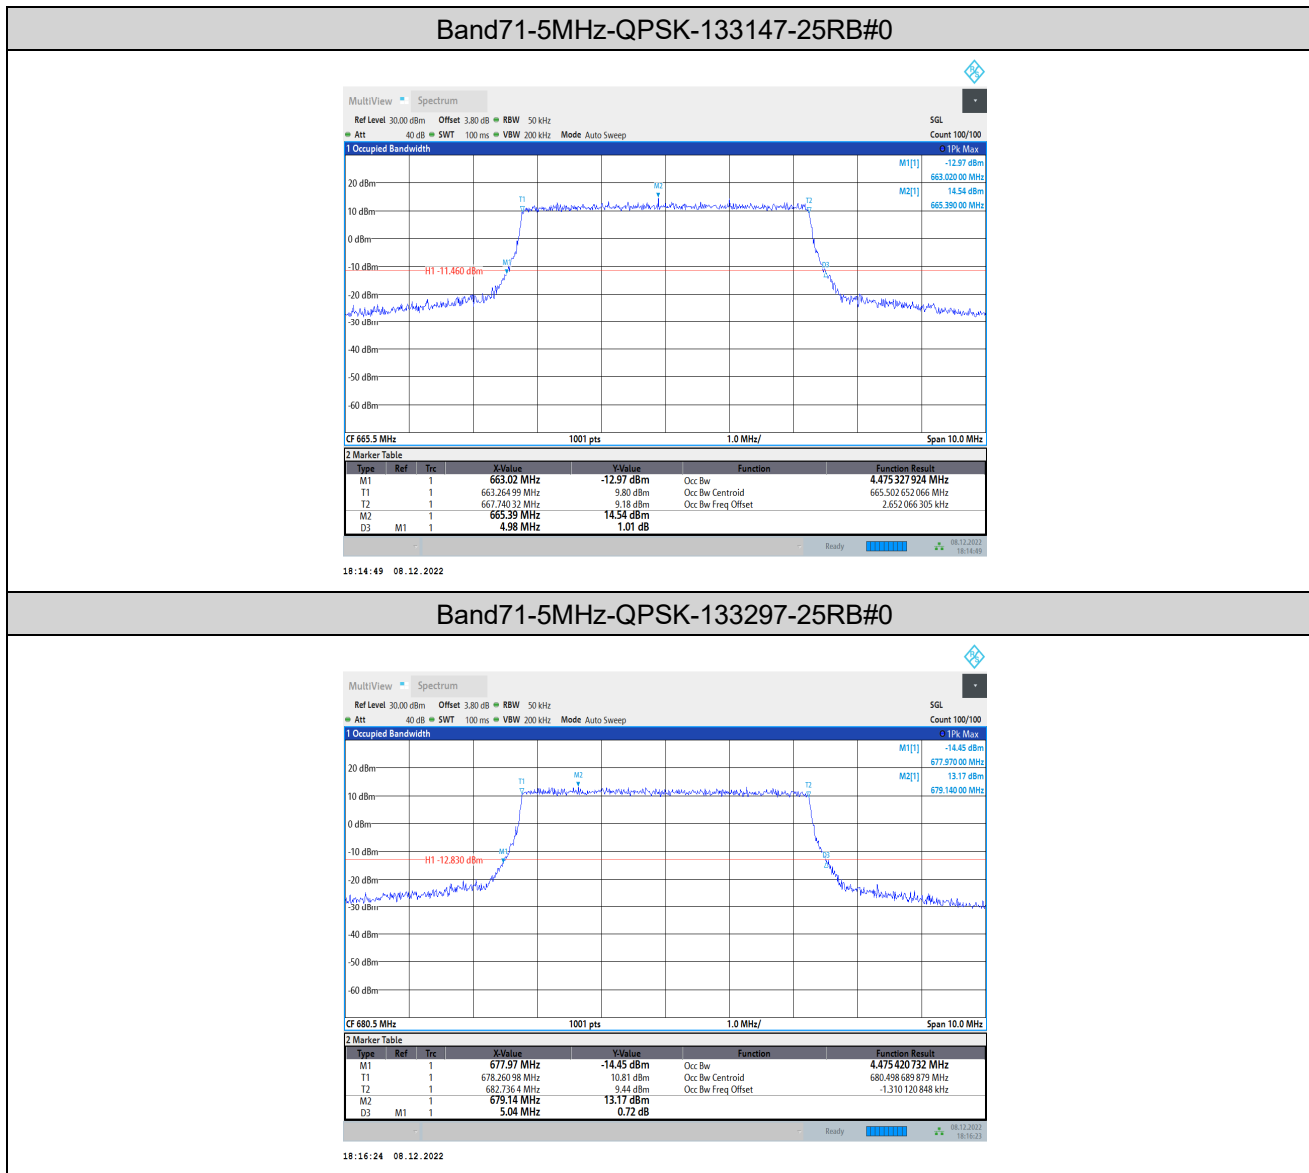 Band71-5MHz-QPSK-133147-25RB#0
MultiView Spectrum
Ref Level 30.00 dBm Offset 3.80 dB RBW 50 kHz SGL
Att 40 dB SWT 100 ms VBW 200 kHz Mode Auto Sweep Count 100/100
1 Occupied Bandwidth 1Pk Max
M1[1] -12.97 dBm
663.020 00 MHz
M2[1] 14.54 dBm
665.390 00 MHz
20 dBm
M2
T1
T2
10 dBm
0 dBm
M1
D3
-10 dBm
H1 -11.460 dBm
-20 dBm
-30 dBm
-40 dBm
-50 dBm
-60 dBm
CF 665.5 MHz 1001 pts 1.0 MHz/ Span 10.0 MHz
2 Marker Table
Type Ref Trc X-Value Y-Value Function Function Result
M1 1 663.02 MHz -12.97 dBm Occ Bw 4.475 327 924 MHz
T1 1 663.264 99 MHz 9.80 dBm Occ Bw Centroid 665.502 652 066 MHz
T2 1 667.740 32 MHz 9.18 dBm Occ Bw Freq Offset 2.652 066 305 kHz
M2 1 665.39 MHz 14.54 dBm
D3 M1 1 4.98 MHz 1.01 dB
Ready 08.12.2022
18:14:49
18:14:49 08.12.2022
Band71-5MHz-QPSK-133297-25RB#0
MultiView Spectrum
Ref Level 30.00 dBm Offset 3.80 dB RBW 50 kHz SGL
Att 40 dB SWT 100 ms VBW 200 kHz Mode Auto Sweep Count 100/100
1 Occupied Bandwidth 1Pk Max
M1[1] -14.45 dBm
677.970 00 MHz
M2[1] 13.17 dBm
679.140 00 MHz
20 dBm
M2
T1
T2
10 dBm
0 dBm
-10 dBm
M1
D3
H1 -12.830 dBm
-20 dBm
-30 dBm
-40 dBm
-50 dBm
-60 dBm
CF 680.5 MHz 1001 pts 1.0 MHz/ Span 10.0 MHz
2 Marker Table
Type Ref Trc X-Value Y-Value Function Function Result
M1 1 677.97 MHz -14.45 dBm Occ Bw 4.475 420 732 MHz
T1 1 678.260 98 MHz 10.81 dBm Occ Bw Centroid 680.498 689 879 MHz
T2 1 682.736 4 MHz 9.44 dBm Occ Bw Freq Offset -1.310 120 848 kHz
M2 1 679.14 MHz 13.17 dBm
D3 M1 1 5.04 MHz 0.72 dB
Ready 08.12.2022
18:16:23
18:16:24 08.12.2022